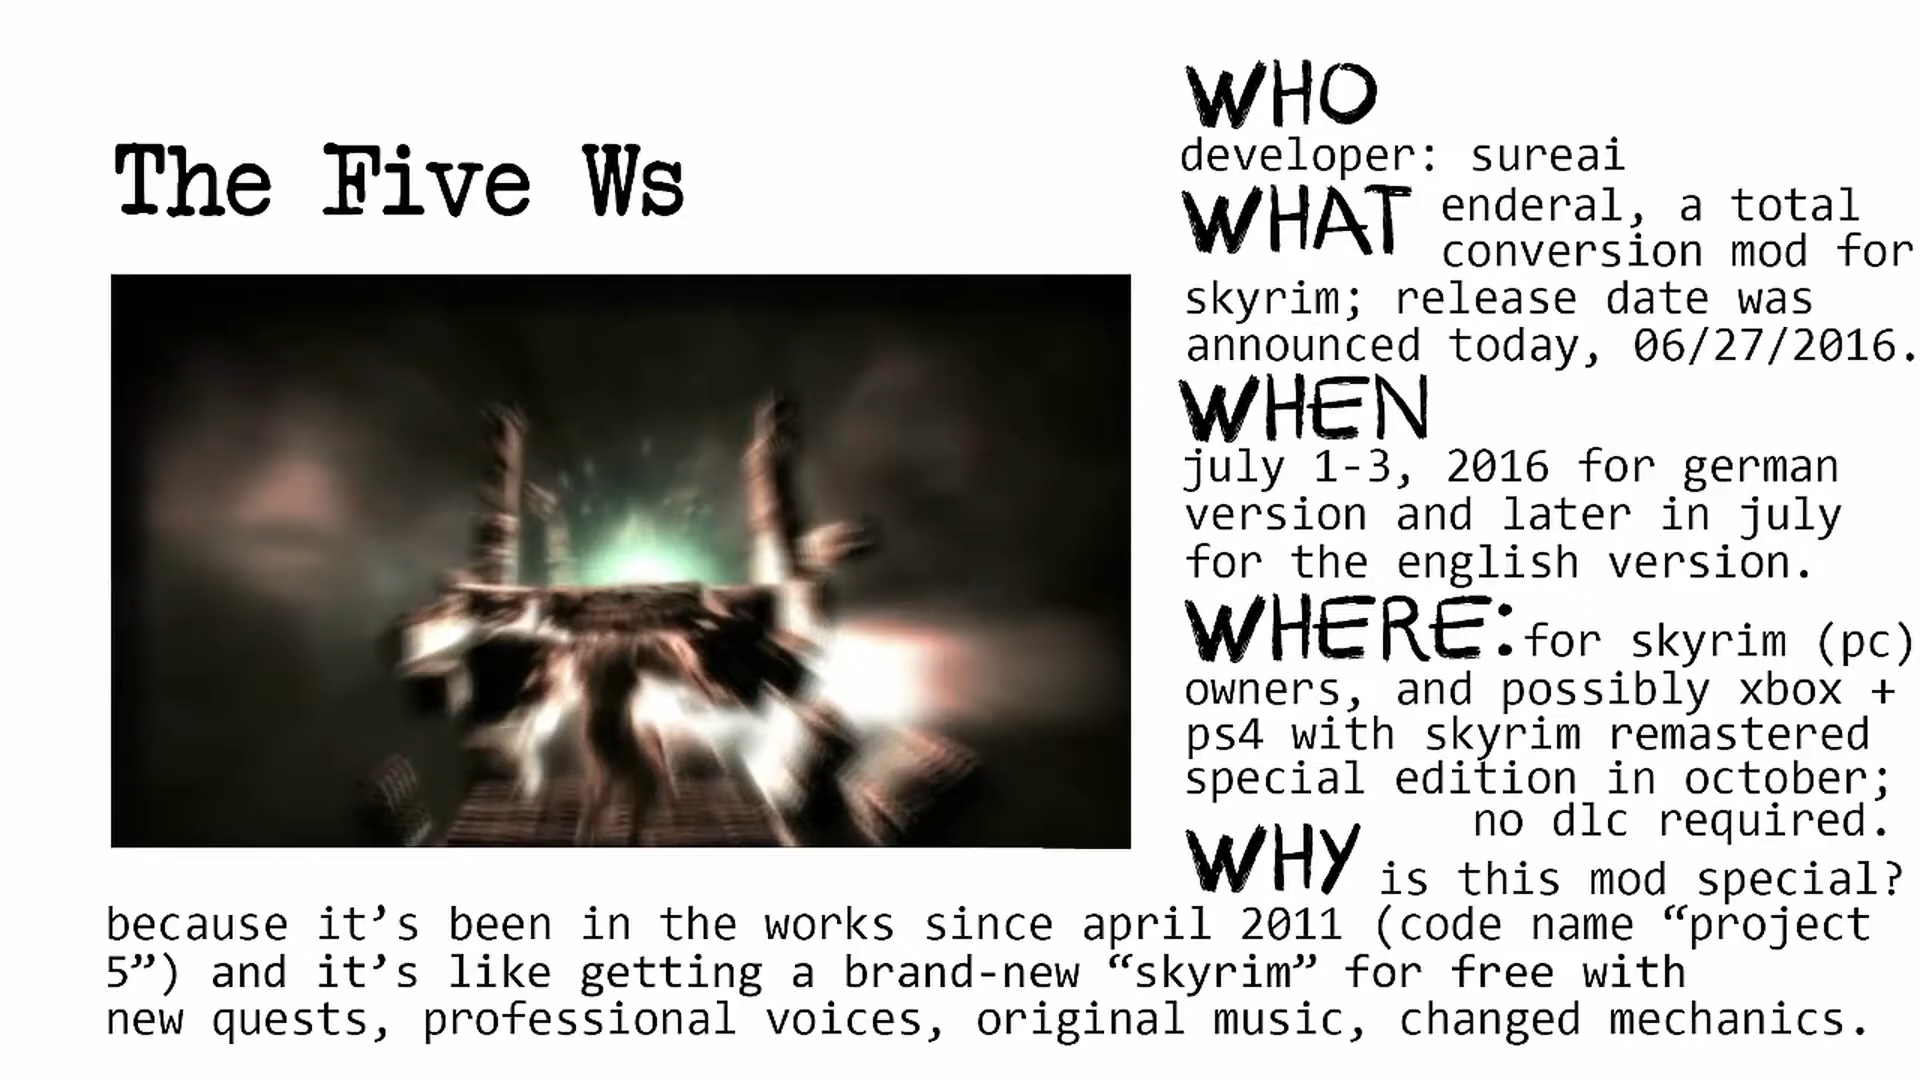 The Five Ws
WHO
developer: sureai
WHAT enderal, a total
conversion mod for
skyrim; release date was
announced today, 06/27/2016.
WHEN
july 1-3, 2016 for german
version and later in july
for the english version.
WHERE: for skyrim (pc)
owners, and possibly xbox +
ps4 with skyrim remastered
special edition in october;
no dlc required.
WHY is this mod special?
because it’s been in the works since april 2011 (code name “project
5”) and it’s like getting a brand-new “skyrim” for free with
new quests, professional voices, original music, changed mechanics.